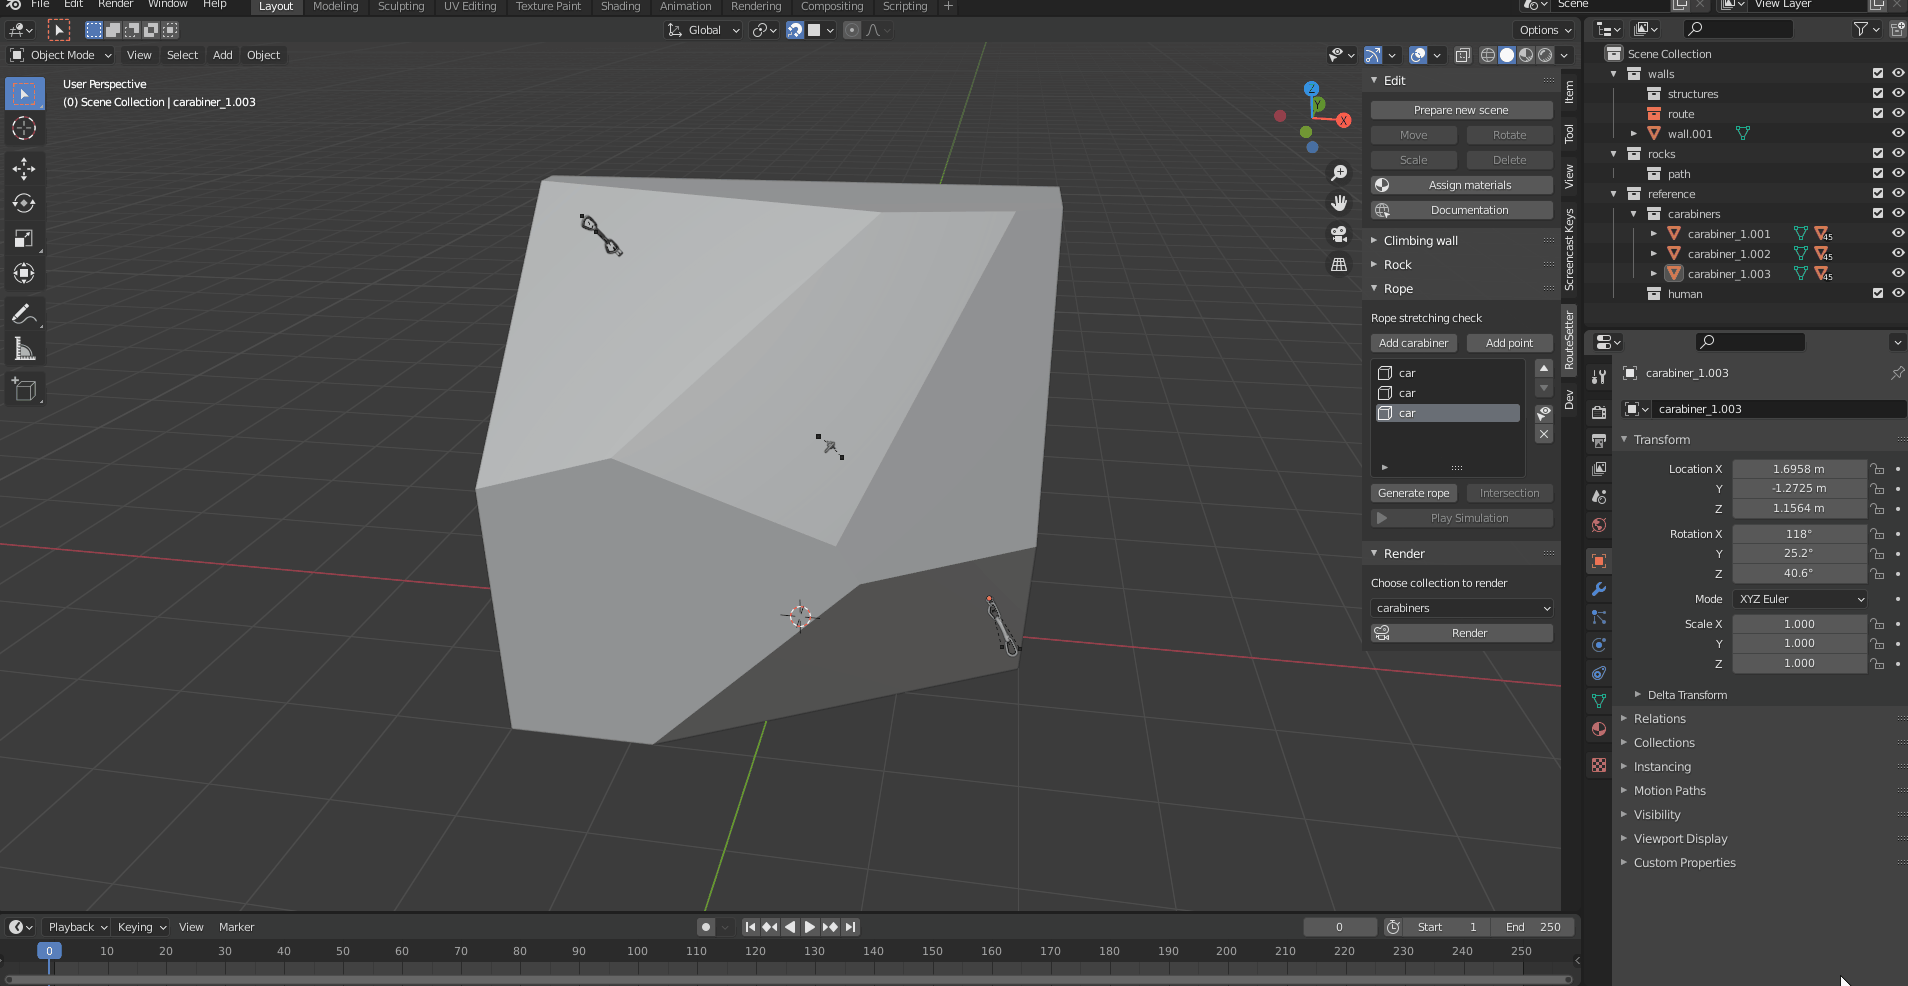 File Edit Render Window Help Layout Modeling Sculpting UV Editing Texture Paint Shading Animation Rendering Compositing Scripting + Scene View Layer
Global Options
Object Mode View Select Add Object
User Perspective
(0) Scene Collection | carabiner_1.003
Z
Y
X
Edit
Prepare new scene
Move Rotate
Scale Delete
Assign materials
Documentation
Climbing wall
Rock
Rope
Rope stretching check
Add carabiner Add point
car
car
car
Generate rope Intersection
Play Simulation
Render
Choose collection to render
carabiners
Render
Item
Tool
View
Screencast Keys
RouteSetter
Dev
Scene Collection
walls
structures
route
wall.001
rocks
path
reference
carabiners
carabiner_1.001 45
carabiner_1.002 45
carabiner_1.003 45
human
carabiner_1.003
carabiner_1.003
Transform
Location X 1.6958 m
Y -1.2725 m
Z 1.1564 m
Rotation X 118°
Y 25.2°
Z 40.6°
Mode XYZ Euler
Scale X 1.000
Y 1.000
Z 1.000
Delta Transform
Relations
Collections
Instancing
Motion Paths
Visibility
Viewport Display
Custom Properties
Playback Keying View Marker 0 Start 1 End 250
0 10 20 30 40 50 60 70 80 90 100 110 120 130 140 150 160 170 180 190 200 210 220 230 240 250